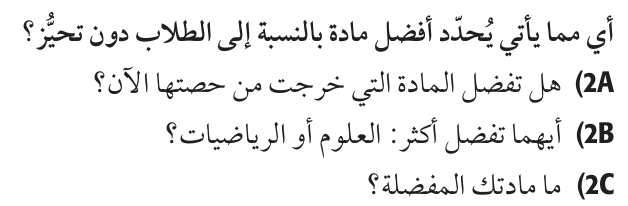 أي مما يأتي يُحدّد أفضل مادة بالنسبة إلى الطلاب دون تحيُّز؟
2A) هل تفضل المادة التي خرجت من حصتها الآن؟
2B) أيهما تفضل أكثر: العلوم أو الرياضيات؟
2C) ما مادتك المفضلة؟